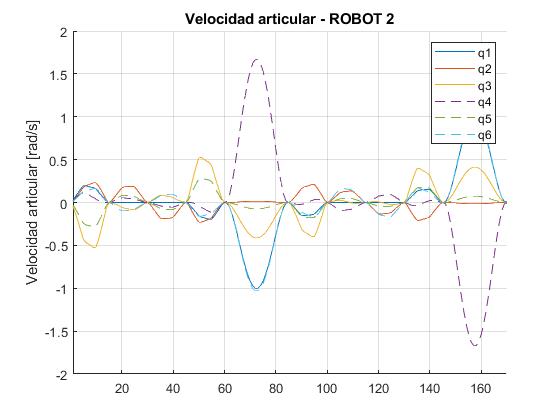 Velocidad articular - ROBOT 2
Velocidad articular [rad/s]
2
1.5
1
0.5
0
-0.5
-1
-1.5
-2
20 40 60 80 100 120 140 160
q1
q2
q3
q4
q5
q6